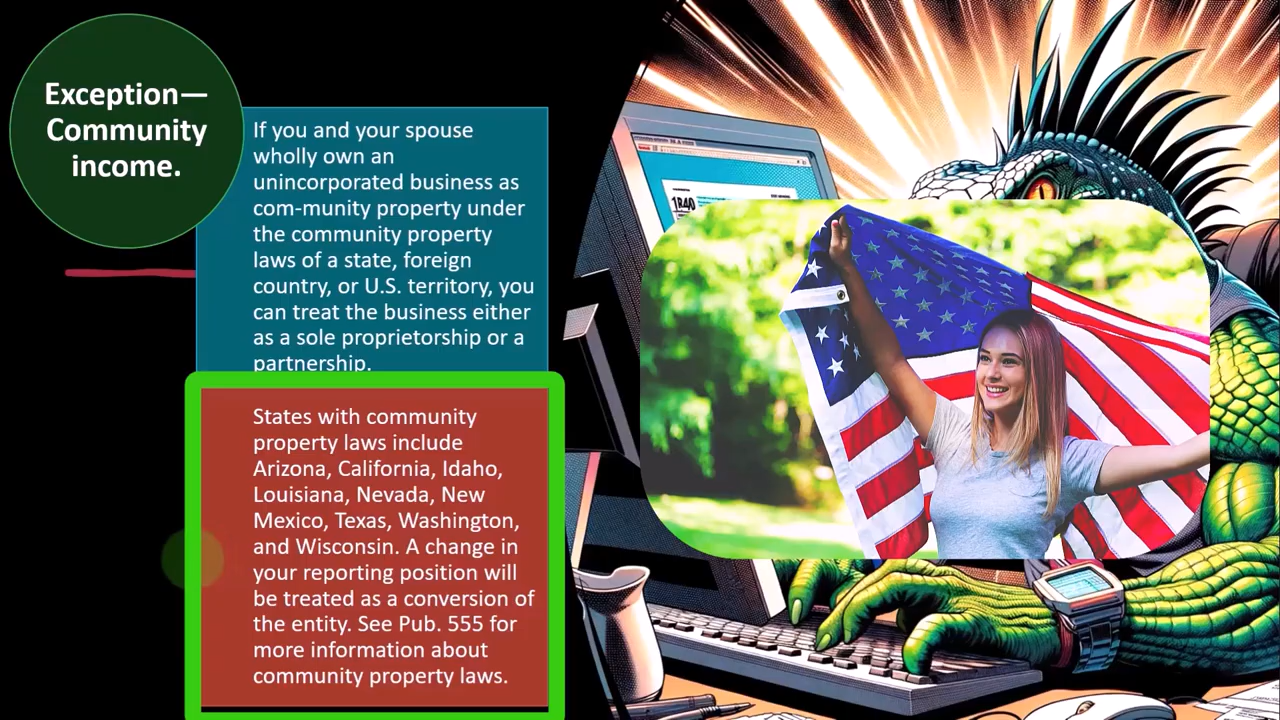 Exception—
Community
income.
If you and your spouse
wholly own an
unincorporated business as
com-munity property under
the community property
laws of a state, foreign
country, or U.S. territory, you
can treat the business either
as a sole proprietorship or a
partnership.
States with community
property laws include
Arizona, California, Idaho,
Louisiana, Nevada, New
Mexico, Texas, Washington,
and Wisconsin. A change in
your reporting position will
be treated as a conversion of
the entity. See Pub. 555 for
more information about
community property laws.